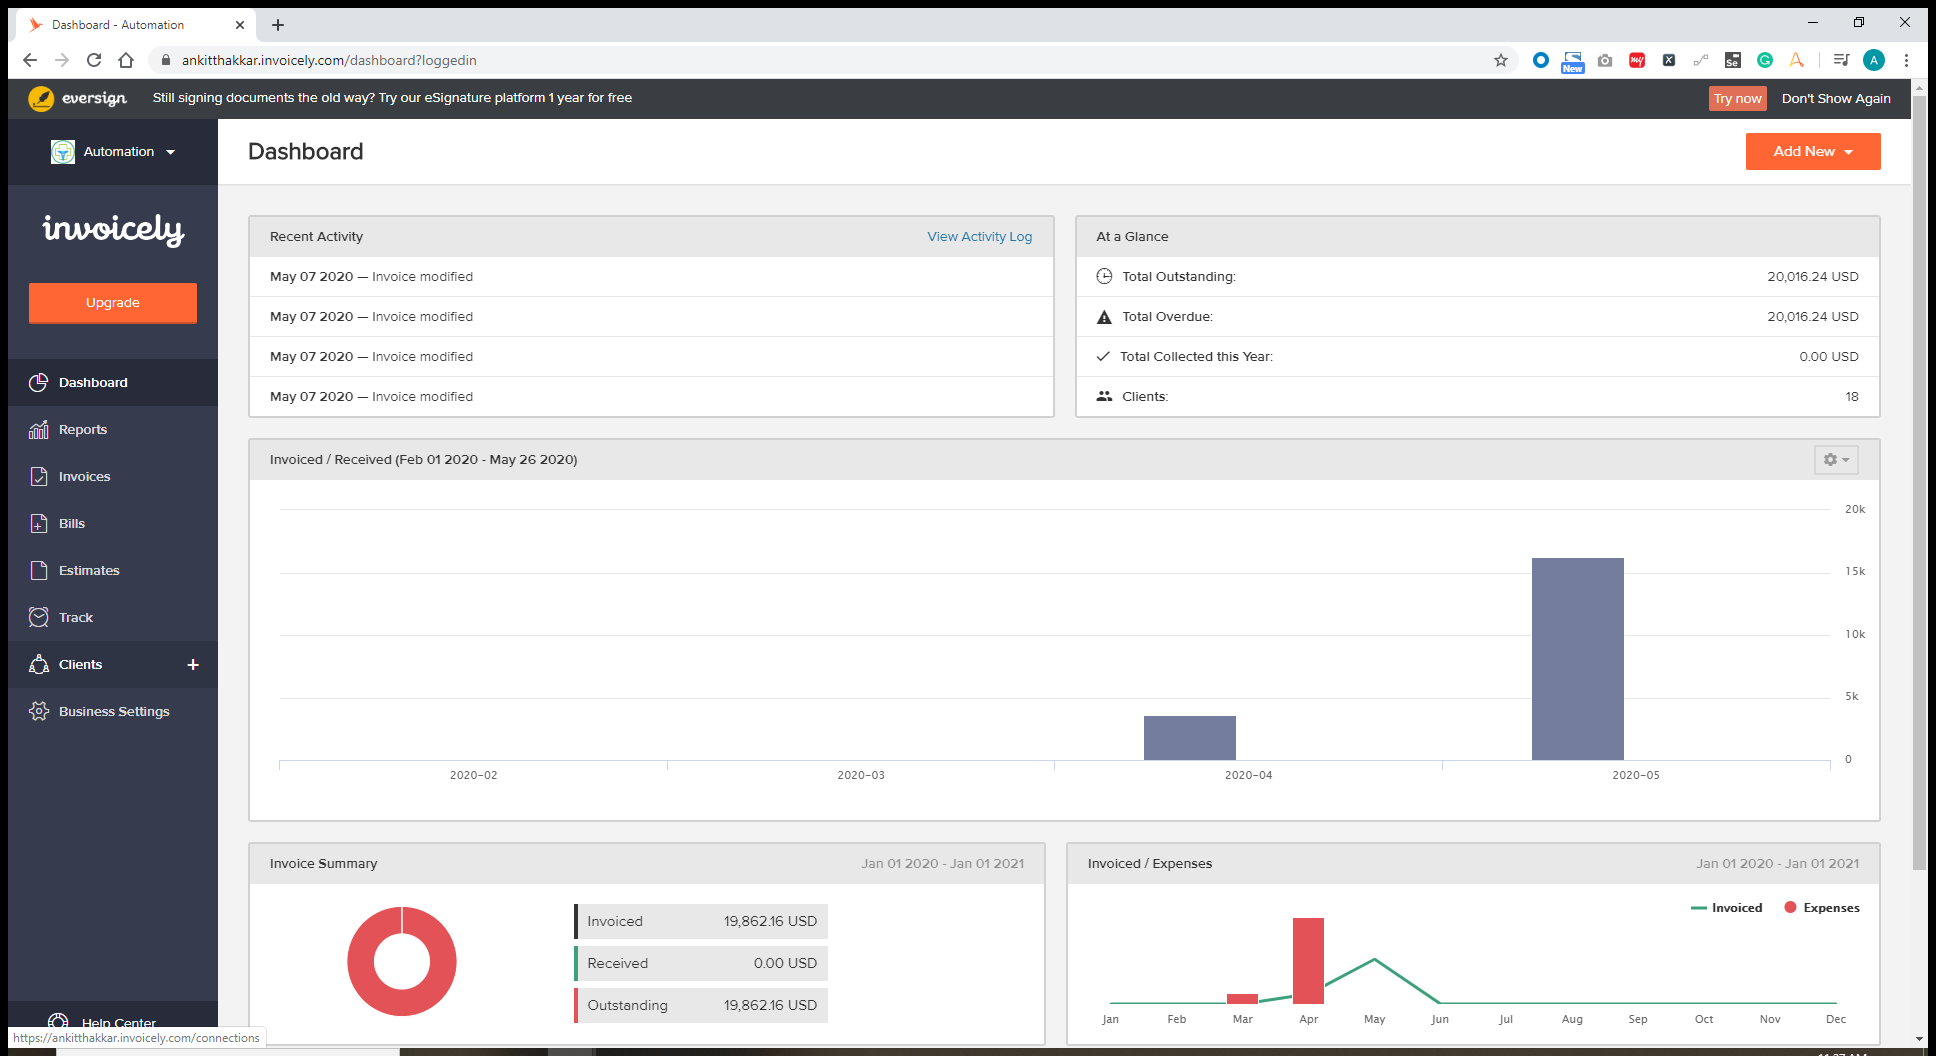 Dashboard - Automation
ankitthakkar.invoicely.com/dashboard?loggedin
New
my
X
Se
G
A
eversign
Still signing documents the old way? Try our eSignature platform 1 year for free
Try now
Don't Show Again
Automation
Dashboard
Add New
invoicely
Upgrade
Dashboard
Reports
Invoices
Bills
Estimates
Track
Clients +
Business Settings
Help Center
Recent Activity
View Activity Log
May 07 2020 — Invoice modified
May 07 2020 — Invoice modified
May 07 2020 — Invoice modified
May 07 2020 — Invoice modified
At a Glance
Total Outstanding: 20,016.24 USD
Total Overdue: 20,016.24 USD
Total Collected this Year: 0.00 USD
Clients: 18
Invoiced / Received (Feb 01 2020 - May 26 2020)
20k
15k
10k
5k
0
2020-02 2020-03 2020-04 2020-05
Invoice Summary Jan 01 2020 - Jan 01 2021
Invoiced 19,862.16 USD
Received 0.00 USD
Outstanding 19,862.16 USD
Invoiced / Expenses Jan 01 2020 - Jan 01 2021
Invoiced Expenses
Jan Feb Mar Apr May Jun Jul Aug Sep Oct Nov Dec
https://ankitthakkar.invoicely.com/connections